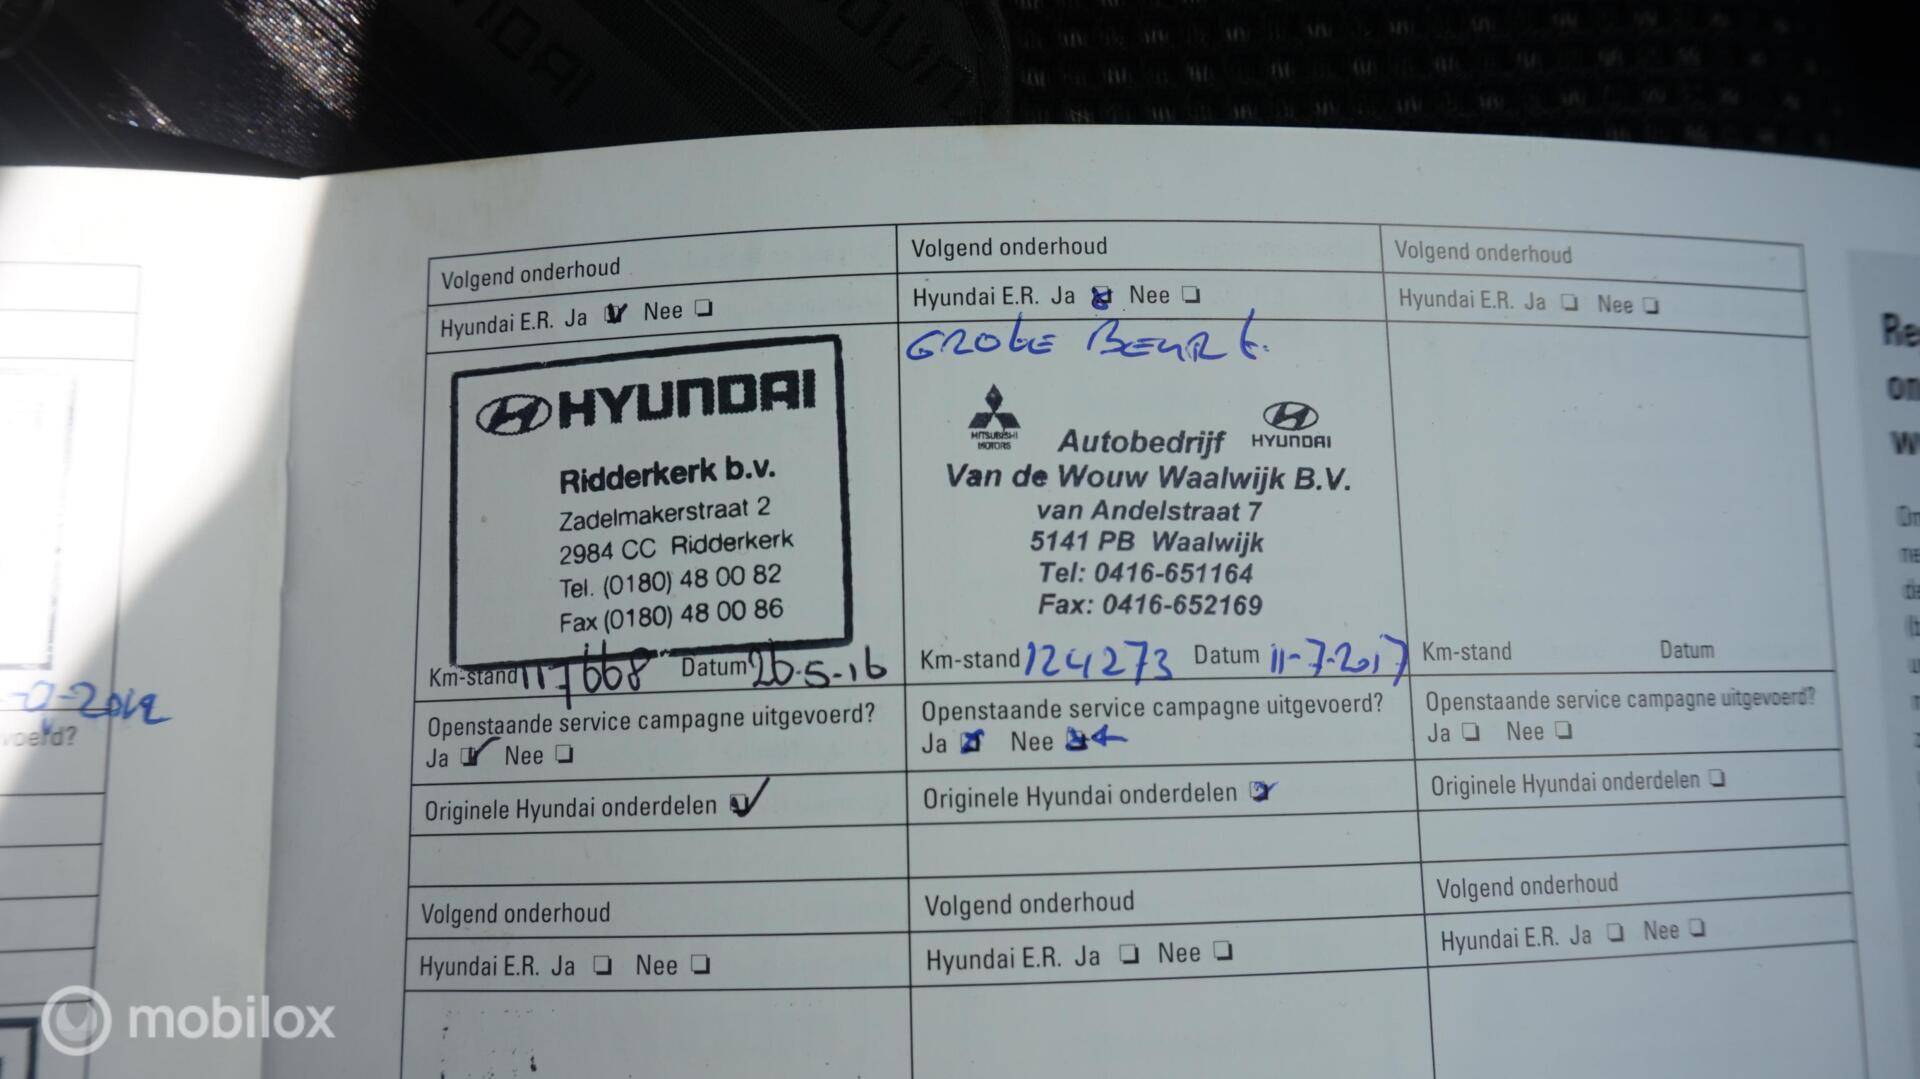 HYUNDAI
Volgend onderhoud
Hyundai E.R. Ja Nee
HYUNDAI
Ridderkerk b.v.
Zadelmakerstraat 2
2984 CC Ridderkerk
Tel. (0180) 48 00 82
Fax (0180) 48 00 86
Km-stand 117668 Datum 26-5-16
Openstaande service campagne uitgevoerd?
Ja Nee
Originele Hyundai onderdelen
Volgend onderhoud
Hyundai E.R. Ja Nee
Volgend onderhoud
Hyundai E.R. Ja Nee
GROTE BEURT.
MITSUBISHI
MOTORS
HYUNDAI
Autobedrijf
Van de Wouw Waalwijk B.V.
van Andelstraat 7
5141 PB Waalwijk
Tel: 0416-651164
Fax: 0416-652169
Km-stand 124273 Datum 11-7-2017
Openstaande service campagne uitgevoerd?
Ja Nee
Originele Hyundai onderdelen
Volgend onderhoud
Hyundai E.R. Ja Nee
Volgend onderhoud
Hyundai E.R. Ja Nee
Km-stand Datum
Openstaande service campagne uitgevoerd?
Ja Nee
Originele Hyundai onderdelen
Volgend onderhoud
Hyundai E.R. Ja Nee
mobilox